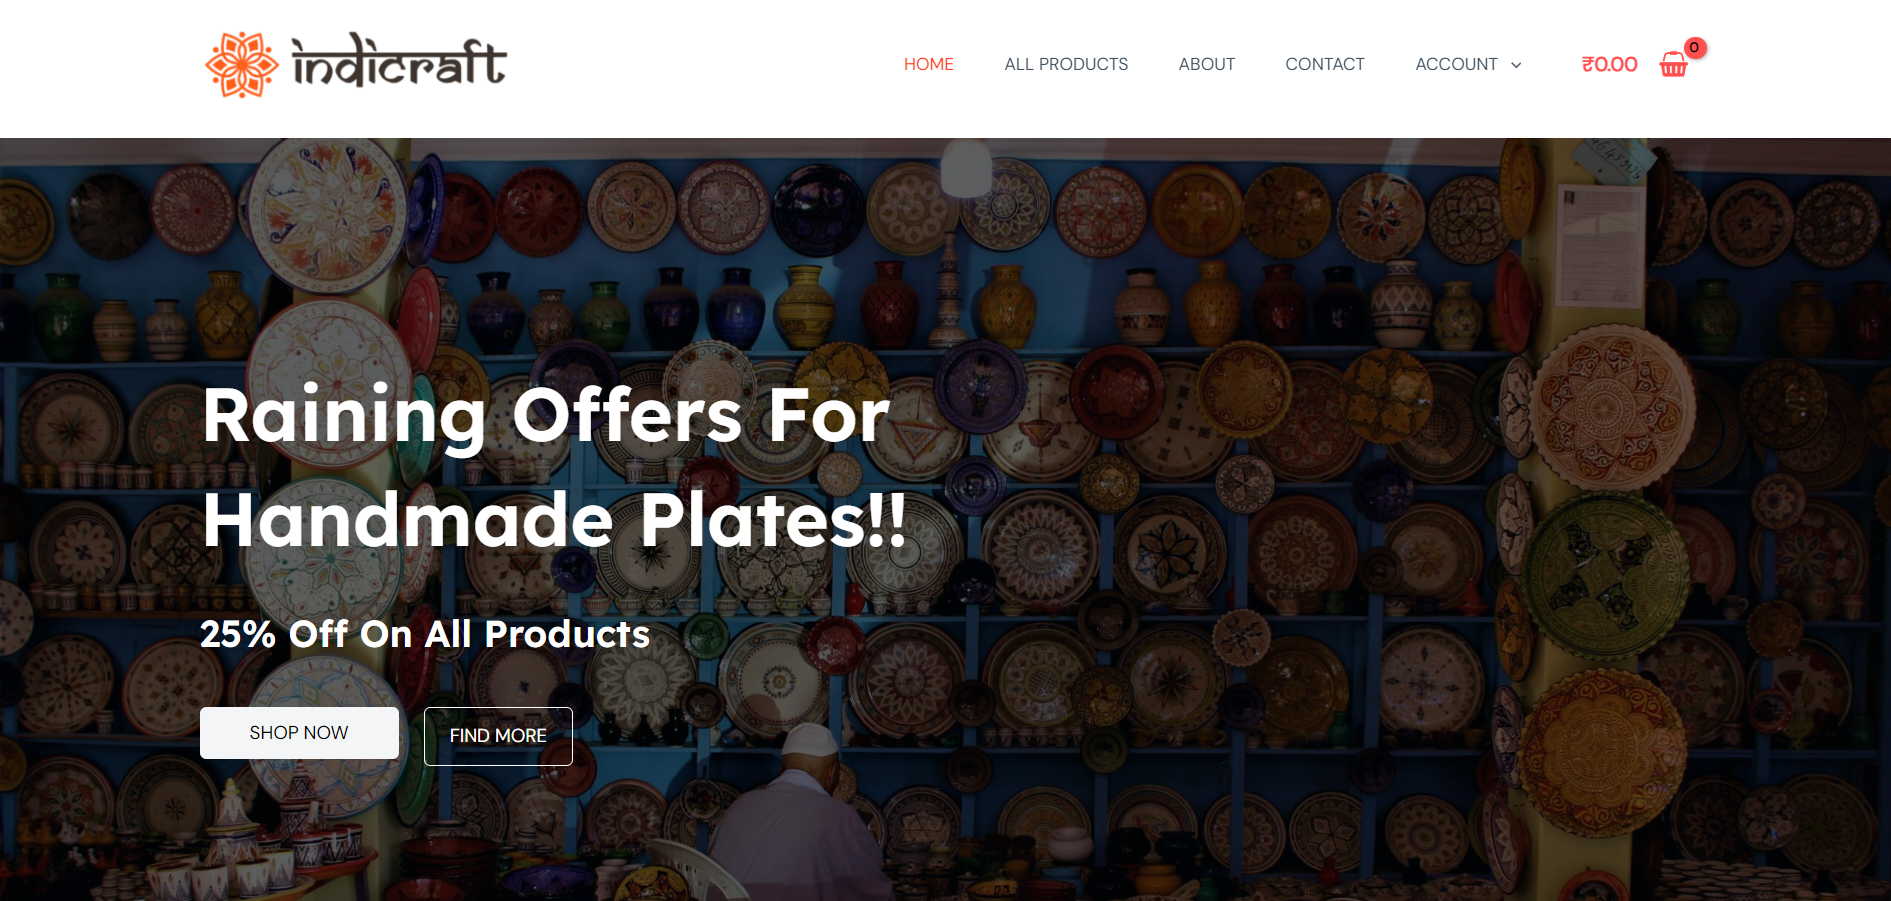 indicraft
HOME ALL PRODUCTS ABOUT CONTACT ACCOUNT ₹0.00 0
Raining Offers For
Handmade Plates!!
25% Off On All Products
SHOP NOW FIND MORE